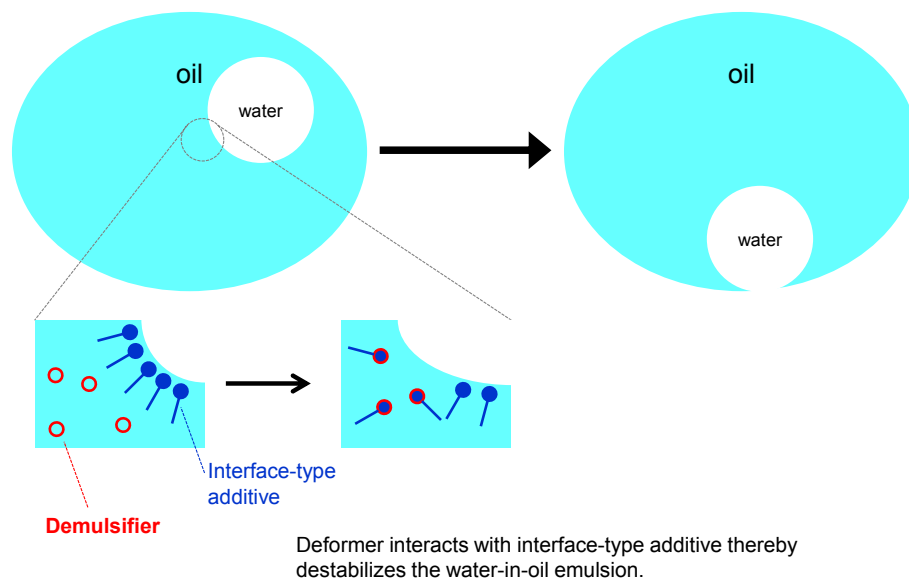 oil
water
oil
water
Interface-type
additive
Demulsifier
Deformer interacts with interface-type additive thereby
destabilizes the water-in-oil emulsion.